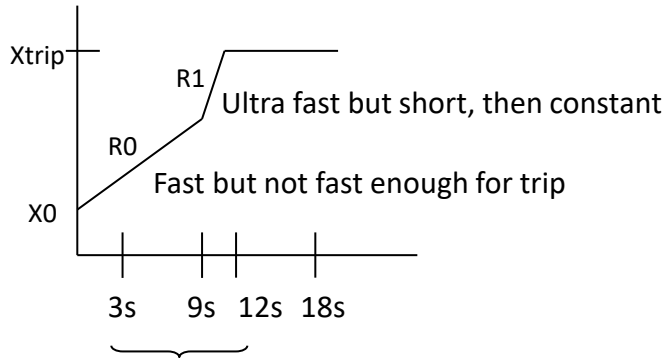 Xtrip
R1
Ultra fast but short, then constant
R0
Fast but not fast enough for trip
X0
3s 9s 12s 18s